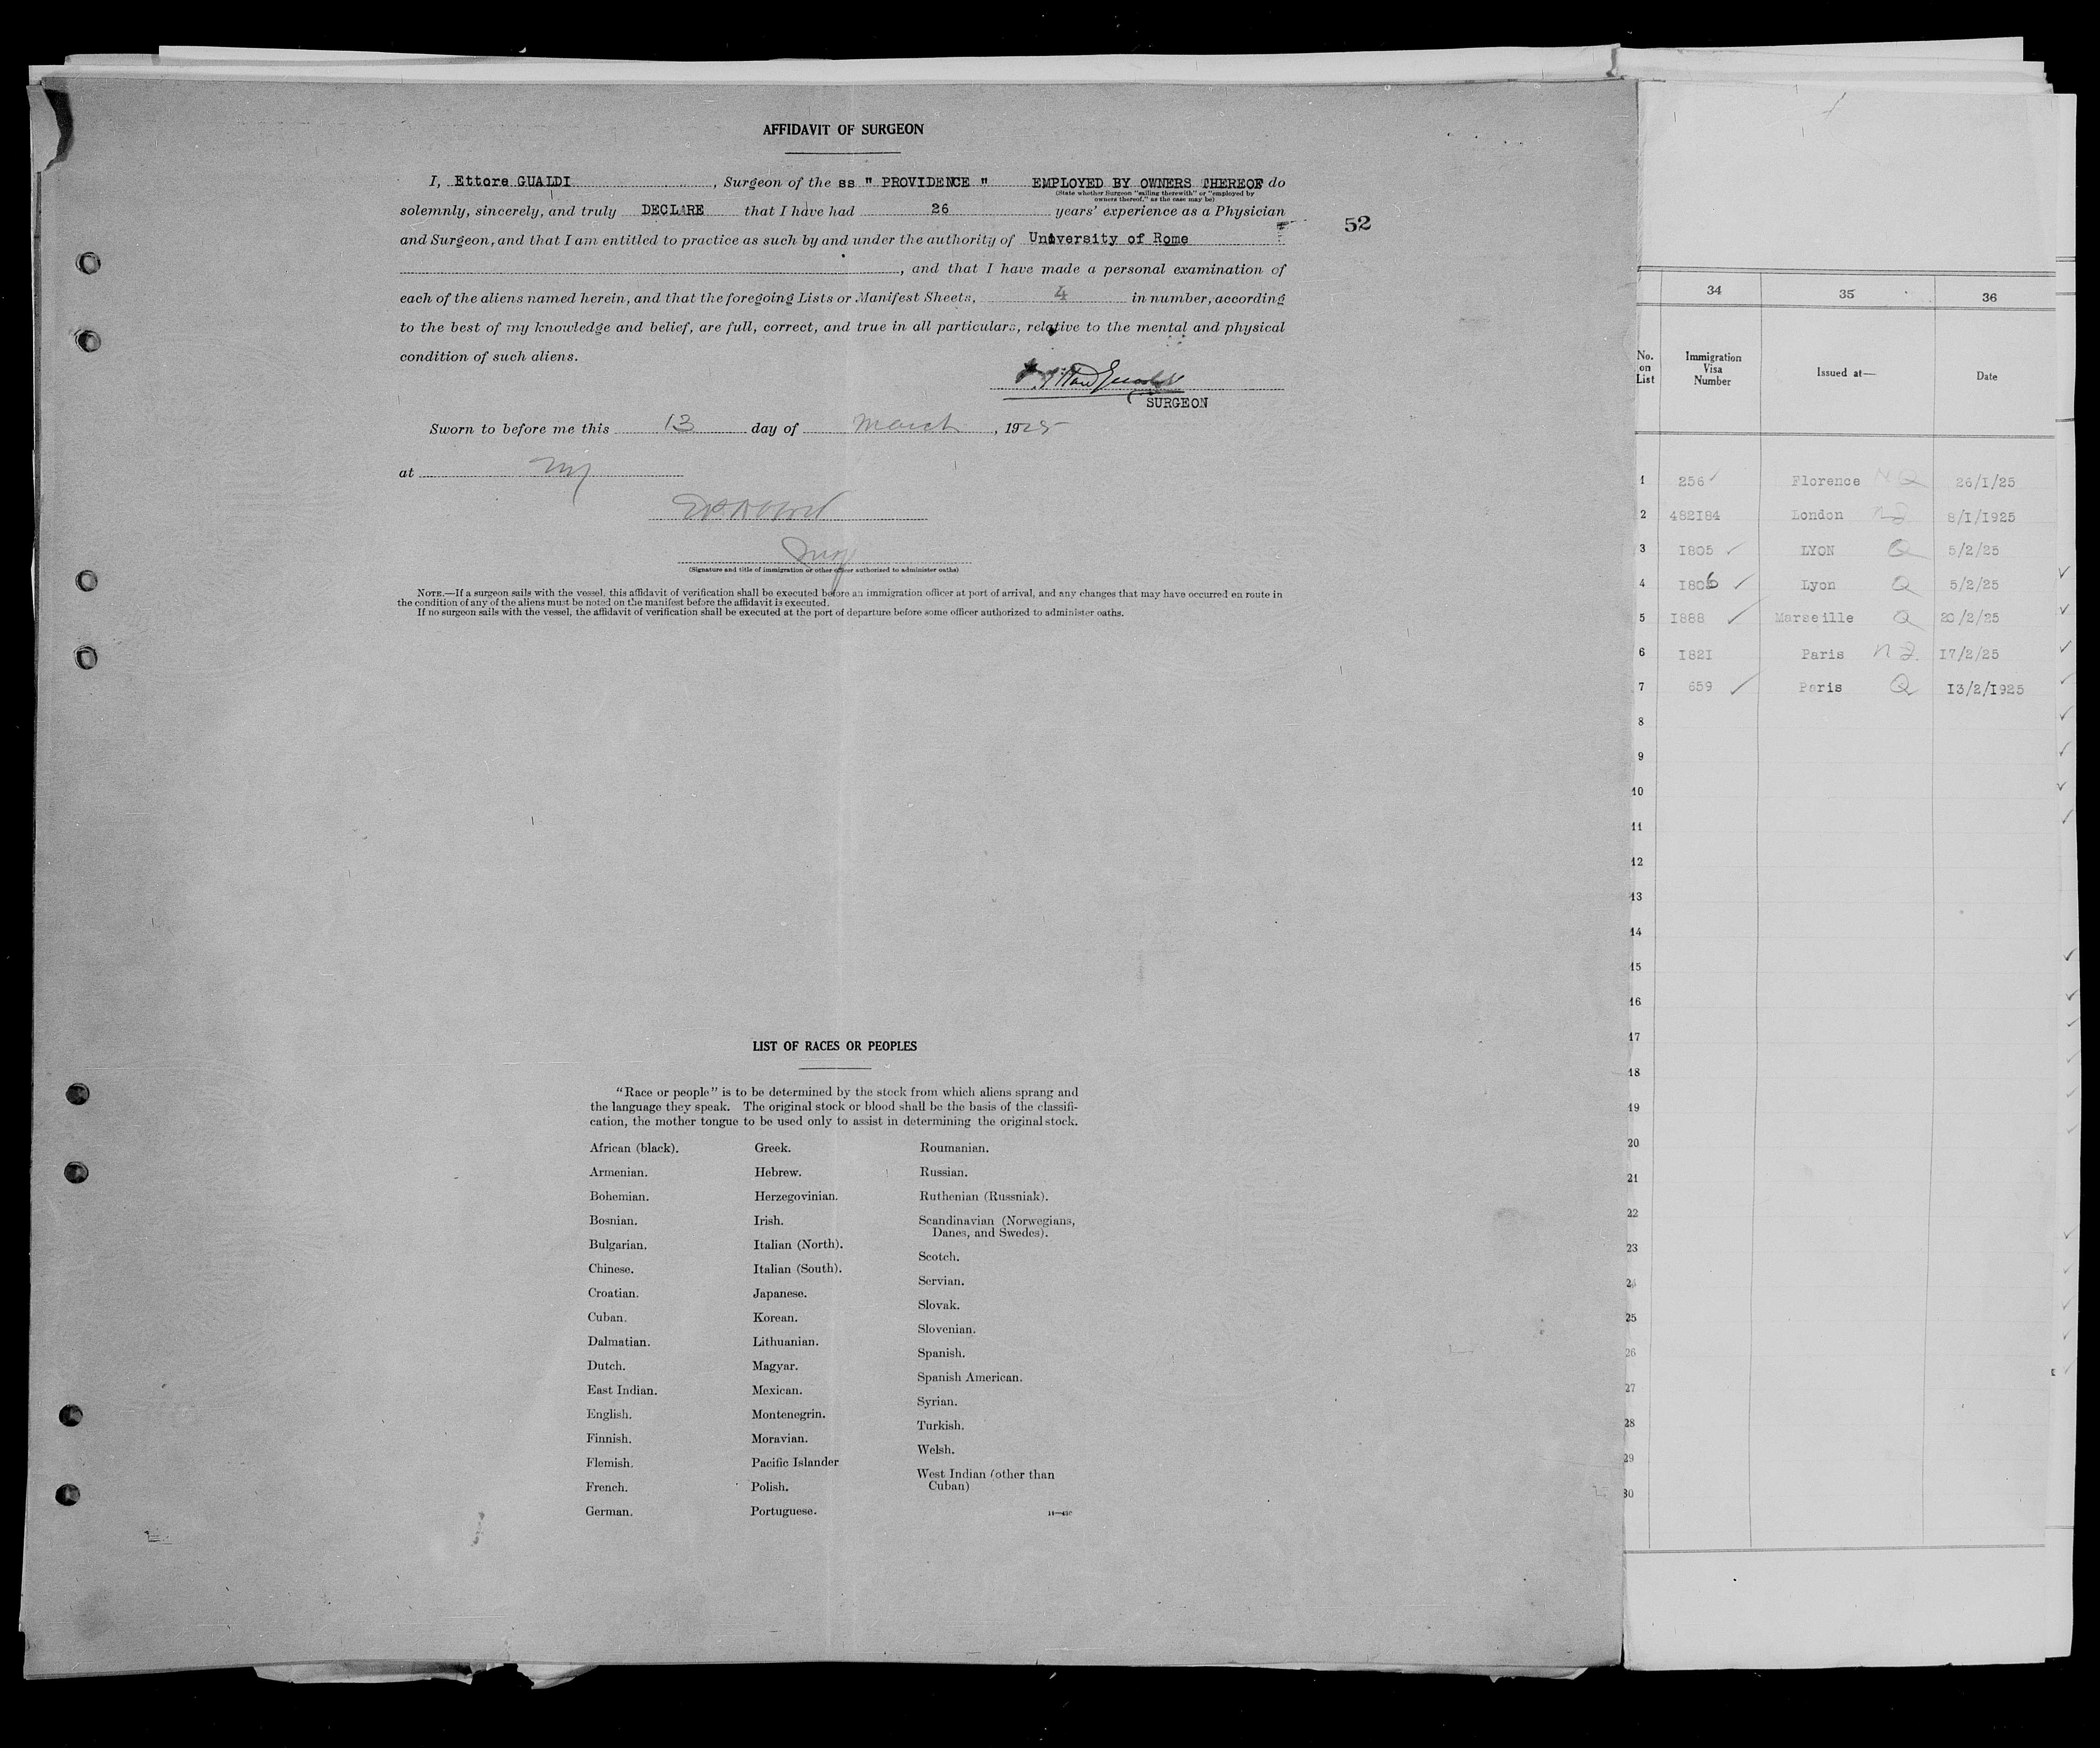 AFFIDAVIT OF SURGEON
I, Ettore GUALDI, Surgeon of the ss " PROVIDENCE " EMPLOYED BY OWNERS THEREOF do
(State whether Surgeon "sailing therewith" or "employed by
owners thereof," as the case may be)
solemnly, sincerely, and truly DECLARE that I have had 26 years' experience as a Physician
52
and Surgeon, and that I am entitled to practice as such by and under the authority of University of Rome
, and that I have made a personal examination of
each of the aliens named herein, and that the foregoing Lists or Manifest Sheets, 4 in number, according
to the best of my knowledge and belief, are full, correct, and true in all particulars, relative to the mental and physical
condition of such aliens.
SURGEON
Sworn to before me this 13 day of March, 1925
at NY
Insp
(Signature and title of immigration or other officer authorized to administer oaths)
NOTE.—If a surgeon sails with the vessel, this affidavit of verification shall be executed before an immigration officer at port of arrival, and any changes that may have occurred en route in
the condition of any of the aliens must be noted on the manifest before the affidavit is executed.
If no surgeon sails with the vessel, the affidavit of verification shall be executed at the port of departure before some officer authorized to administer oaths.
LIST OF RACES OR PEOPLES
"Race or people" is to be determined by the stock from which aliens sprang and
the language they speak. The original stock or blood shall be the basis of the classifi-
cation, the mother tongue to be used only to assist in determining the original stock.
African (black).
Armenian.
Bohemian.
Bosnian.
Bulgarian.
Chinese.
Croatian.
Cuban.
Dalmatian.
Dutch.
East Indian.
English.
Finnish.
Flemish.
French.
German.
Greek.
Hebrew.
Herzegovinian.
Irish.
Italian (North).
Italian (South).
Japanese.
Korean.
Lithuanian.
Magyar.
Mexican.
Montenegrin.
Moravian.
Pacific Islander
Polish.
Portuguese.
Roumanian.
Russian.
Ruthenian (Russniak).
Scandinavian (Norwegians,
Danes, and Swedes).
Scotch.
Servian.
Slovak.
Slovenian.
Spanish.
Spanish American.
Syrian.
Turkish.
Welsh.
West Indian (other than
Cuban)
34 35 36
No. on List Immigration Visa Number Issued at— Date
1 256 Florence NQ 26/1/25
2 482184 London NQ 8/1/1925
3 1805 LYON Q 5/2/25
4 1806 Lyon Q 5/2/25
5 1888 Marseille Q 20/2/25
6 1821 Paris NQ 17/2/25
7 659 Paris Q 13/2/1925
8
9
10
11
12
13
14
15
16
17
18
19
20
21
22
23
24
25
26
27
28
29
30